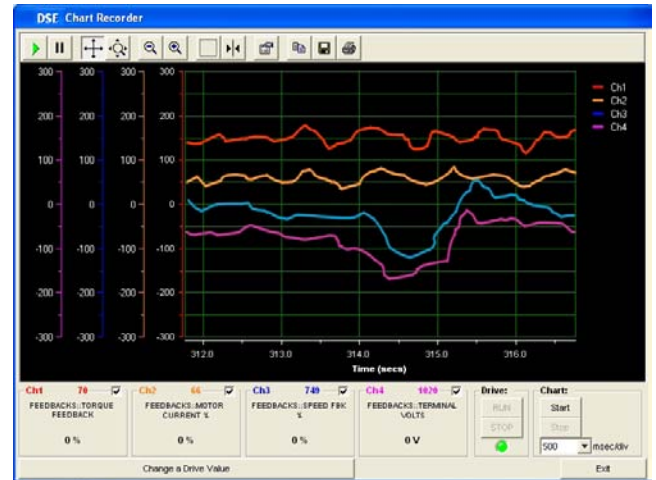 DSE Chart Recorder
300 300 300 300
200 200 200 200
100 100 100 100
0 0 0 0
-100 -100 -100 -100
-200 -200 -200 -200
-300 -300 -300 -300
Ch1
Ch2
Ch3
Ch4
312.0 313.0 314.0 315.0 316.0
Time (secs)
Ch1 70
FEEDBACKS::TORQUE
FEEDBACK
0 %
Ch2 66
FEEDBACKS::MOTOR
CURRENT %
0 %
Ch3 749
FEEDBACKS::SPEED FBK
%
0 %
Ch4 1020
FEEDBACKS::TERMINAL
VOLTS
0 V
Drive:
RUN
STOP
Chart:
Start
Stop
500 msec/div
Change a Drive Value
Exit